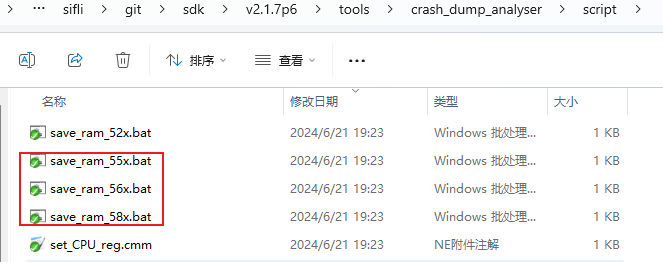 … sifli > git > sdk > v2.1.7p6 > tools > crash_dump_analyser > script >
排序 查看 …
名称 修改日期 类型 大小
save_ram_52x.bat 2024/6/21 19:23 Windows 批处理... 1 KB
save_ram_55x.bat 2024/6/21 19:23 Windows 批处理... 1 KB
save_ram_56x.bat 2024/6/21 19:23 Windows 批处理... 1 KB
save_ram_58x.bat 2024/6/21 19:23 Windows 批处理... 1 KB
set_CPU_reg.cmm 2024/6/21 19:23 NE附件注解 1 KB